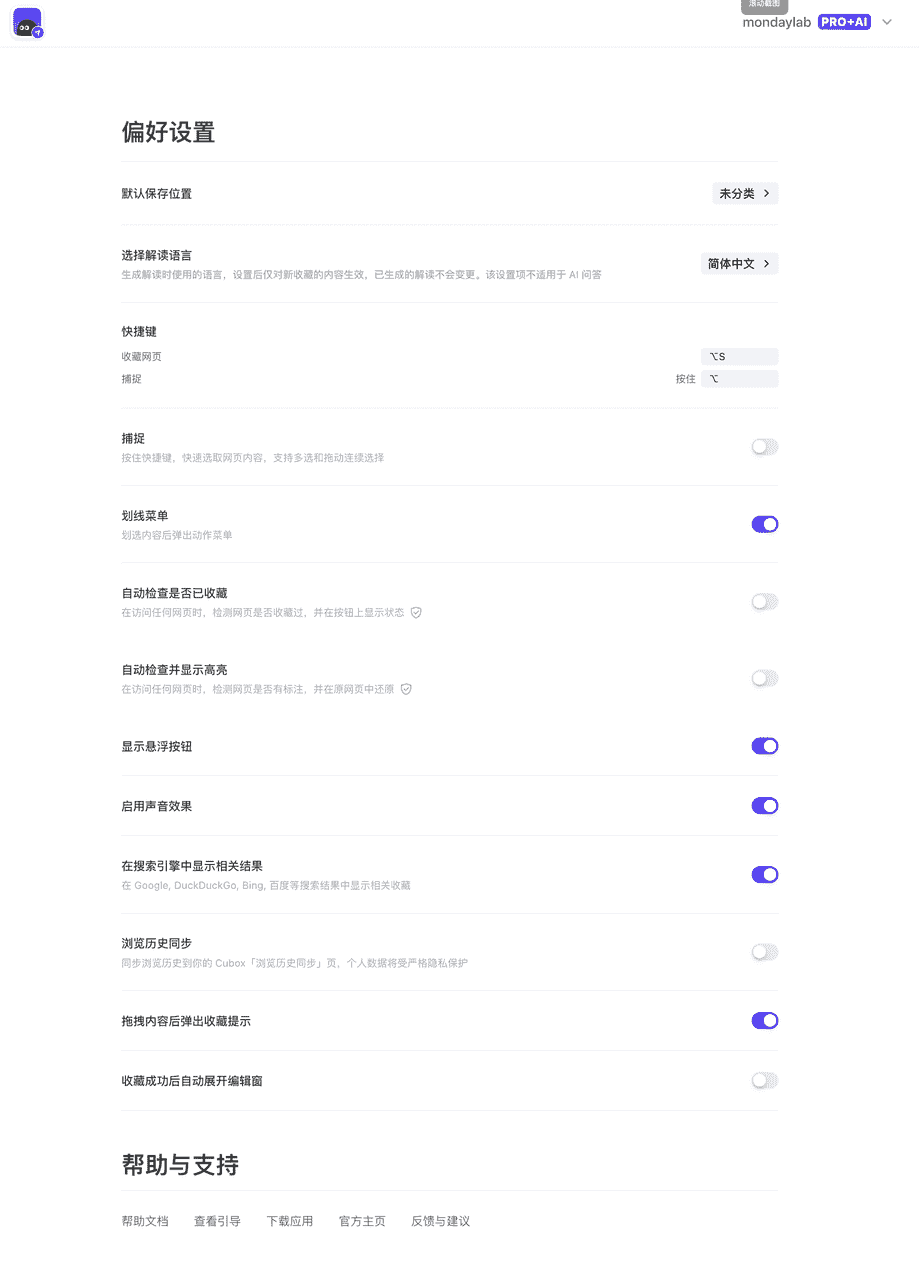 滚动截图
mondaylab PRO+AI
偏好设置
默认保存位置
未分类
选择解读语言
生成解读时使用的语言，设置后仅对新收藏的内容生效，已生成的解读不会变更。该设置项不适用于 AI 问答
简体中文
快捷键
收藏网页
⌥S
捕捉
按住 ⌥
捕捉
按住快捷键，快速选取网页内容，支持多选和拖动连续选择
划线菜单
划选内容后弹出动作菜单
自动检查是否已收藏
在访问任何网页时，检测网页是否收藏过，并在按钮上显示状态
自动检查并显示高亮
在访问任何网页时，检测网页是否有标注，并在原网页中还原
显示悬浮按钮
启用声音效果
在搜索引擎中显示相关结果
在 Google, DuckDuckGo, Bing, 百度等搜索结果中显示相关收藏
浏览历史同步
同步浏览历史到你的 Cubox「浏览历史同步」页，个人数据将受严格隐私保护
拖拽内容后弹出收藏提示
收藏成功后自动展开编辑窗
帮助与支持
帮助文档 查看引导 下载应用 官方主页 反馈与建议